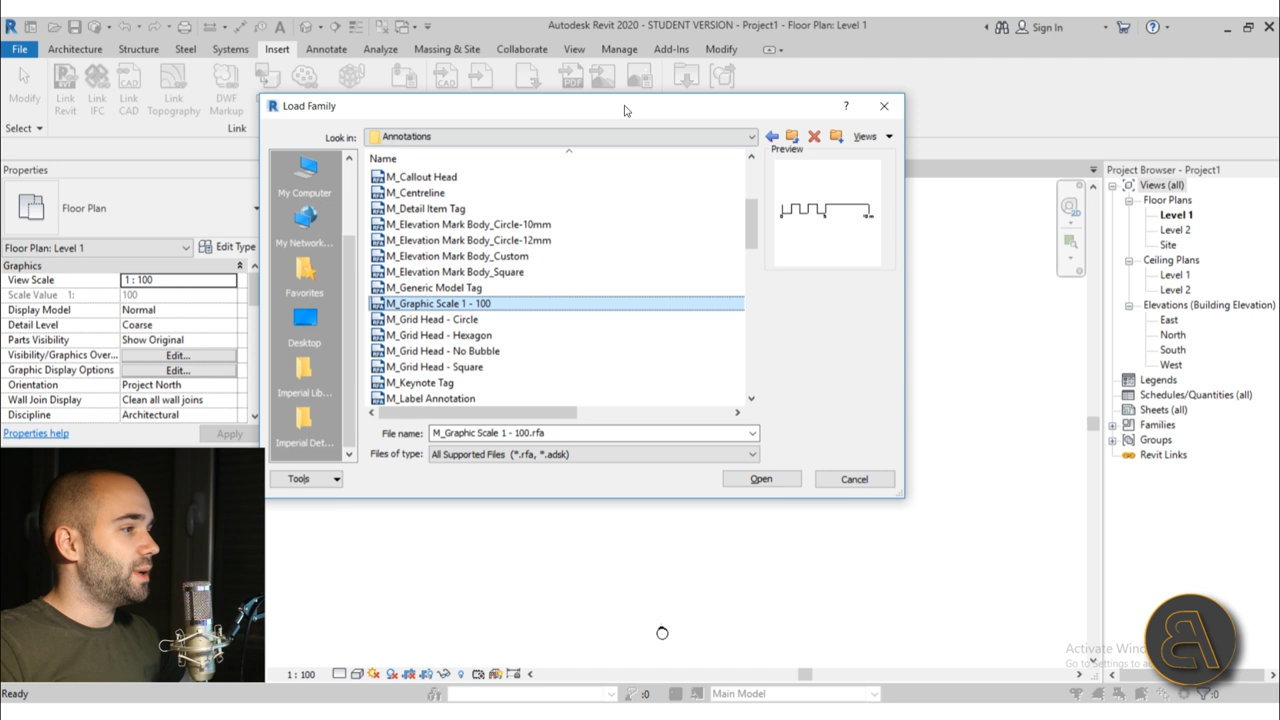 Autodesk Revit 2020 - STUDENT VERSION - Project1 - Floor Plan: Level 1
Sign In
File Architecture Structure Steel Systems Insert Annotate Analyze Massing & Site Collaborate View Manage Add-Ins Modify
Modify
Link Revit
Link IFC
Link CAD
Link Topography
DWF Markup
Select
Link
Properties
Floor Plan
Floor Plan: Level 1
Edit Type
Graphics
View Scale 1 : 100
Scale Value 1: 100
Display Model Normal
Detail Level Coarse
Parts Visibility Show Original
Visibility/Graphics Over... Edit...
Graphic Display Options Edit...
Orientation Project North
Wall Join Display Clean all wall joins
Discipline Architectural
Properties help
Apply
Load Family
Look in:
Annotations
Views
My Computer
My Network...
Favorites
Desktop
Imperial Lib...
Imperial Det...
Name
M_Callout Head
M_Centreline
M_Detail Item Tag
M_Elevation Mark Body_Circle-10mm
M_Elevation Mark Body_Circle-12mm
M_Elevation Mark Body_Custom
M_Elevation Mark Body_Square
M_Generic Model Tag
M_Graphic Scale 1 - 100
M_Grid Head - Circle
M_Grid Head - Hexagon
M_Grid Head - No Bubble
M_Grid Head - Square
M_Keynote Tag
M_Label Annotation
Preview
File name:
M_Graphic Scale 1 - 100.rfa
Files of type:
All Supported Files (*.rfa, *.adsk)
Tools
Open
Cancel
Project Browser - Project1
Views (all)
Floor Plans
Level 1
Level 2
Site
Ceiling Plans
Level 1
Level 2
Elevations (Building Elevation)
East
North
South
West
Legends
Schedules/Quantities (all)
Sheets (all)
Families
Groups
Revit Links
1 : 100
Activate Wind
Go to Settings to a
Ready
:0
Main Model
:0